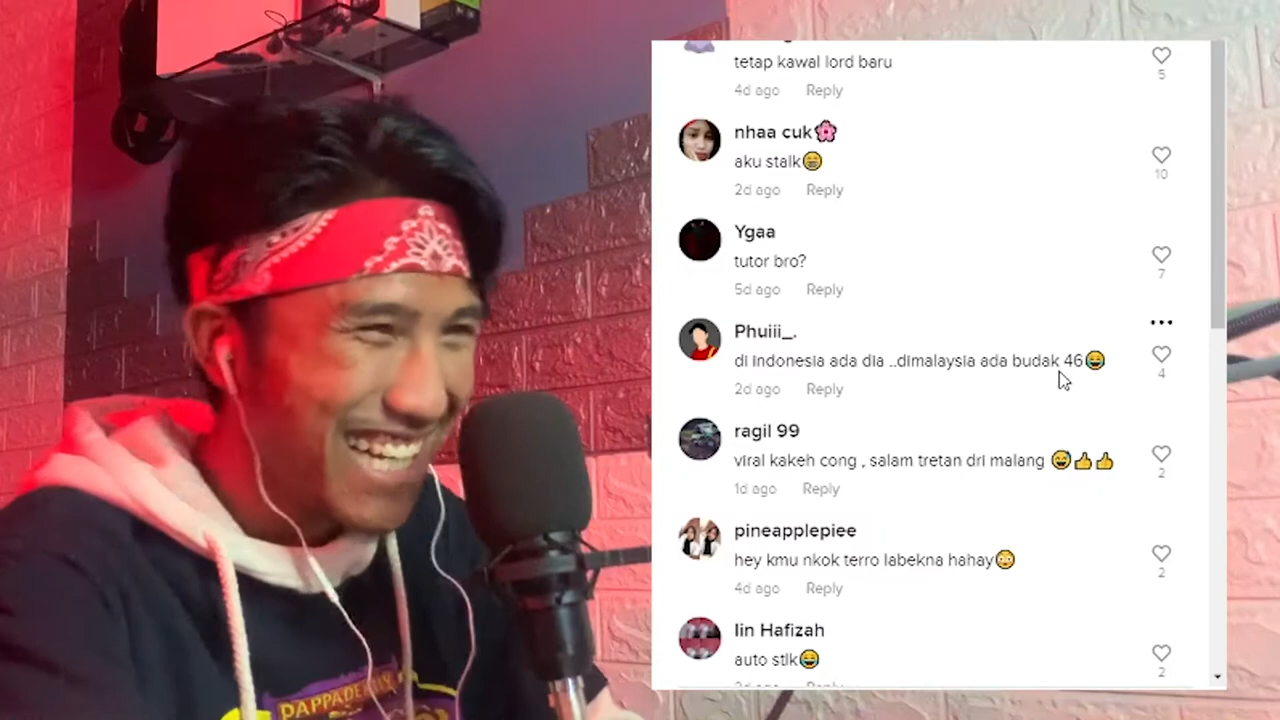 tetap kawal lord baru
5
4d ago Reply
nhaa cuk🌸
aku stalk😁
10
2d ago Reply
Ygaa
tutor bro?
7
5d ago Reply
Phuiii_.
di indonesia ada dia ..dimalaysia ada budak 46😂
4
2d ago Reply
ragil 99
viral kakeh cong , salam tretan dri malang 😅👍👍
2
1d ago Reply
pineapplepiee
hey kmu nkok terro labekna hahay😳
2
4d ago Reply
Iin Hafizah
auto stlk😂
2